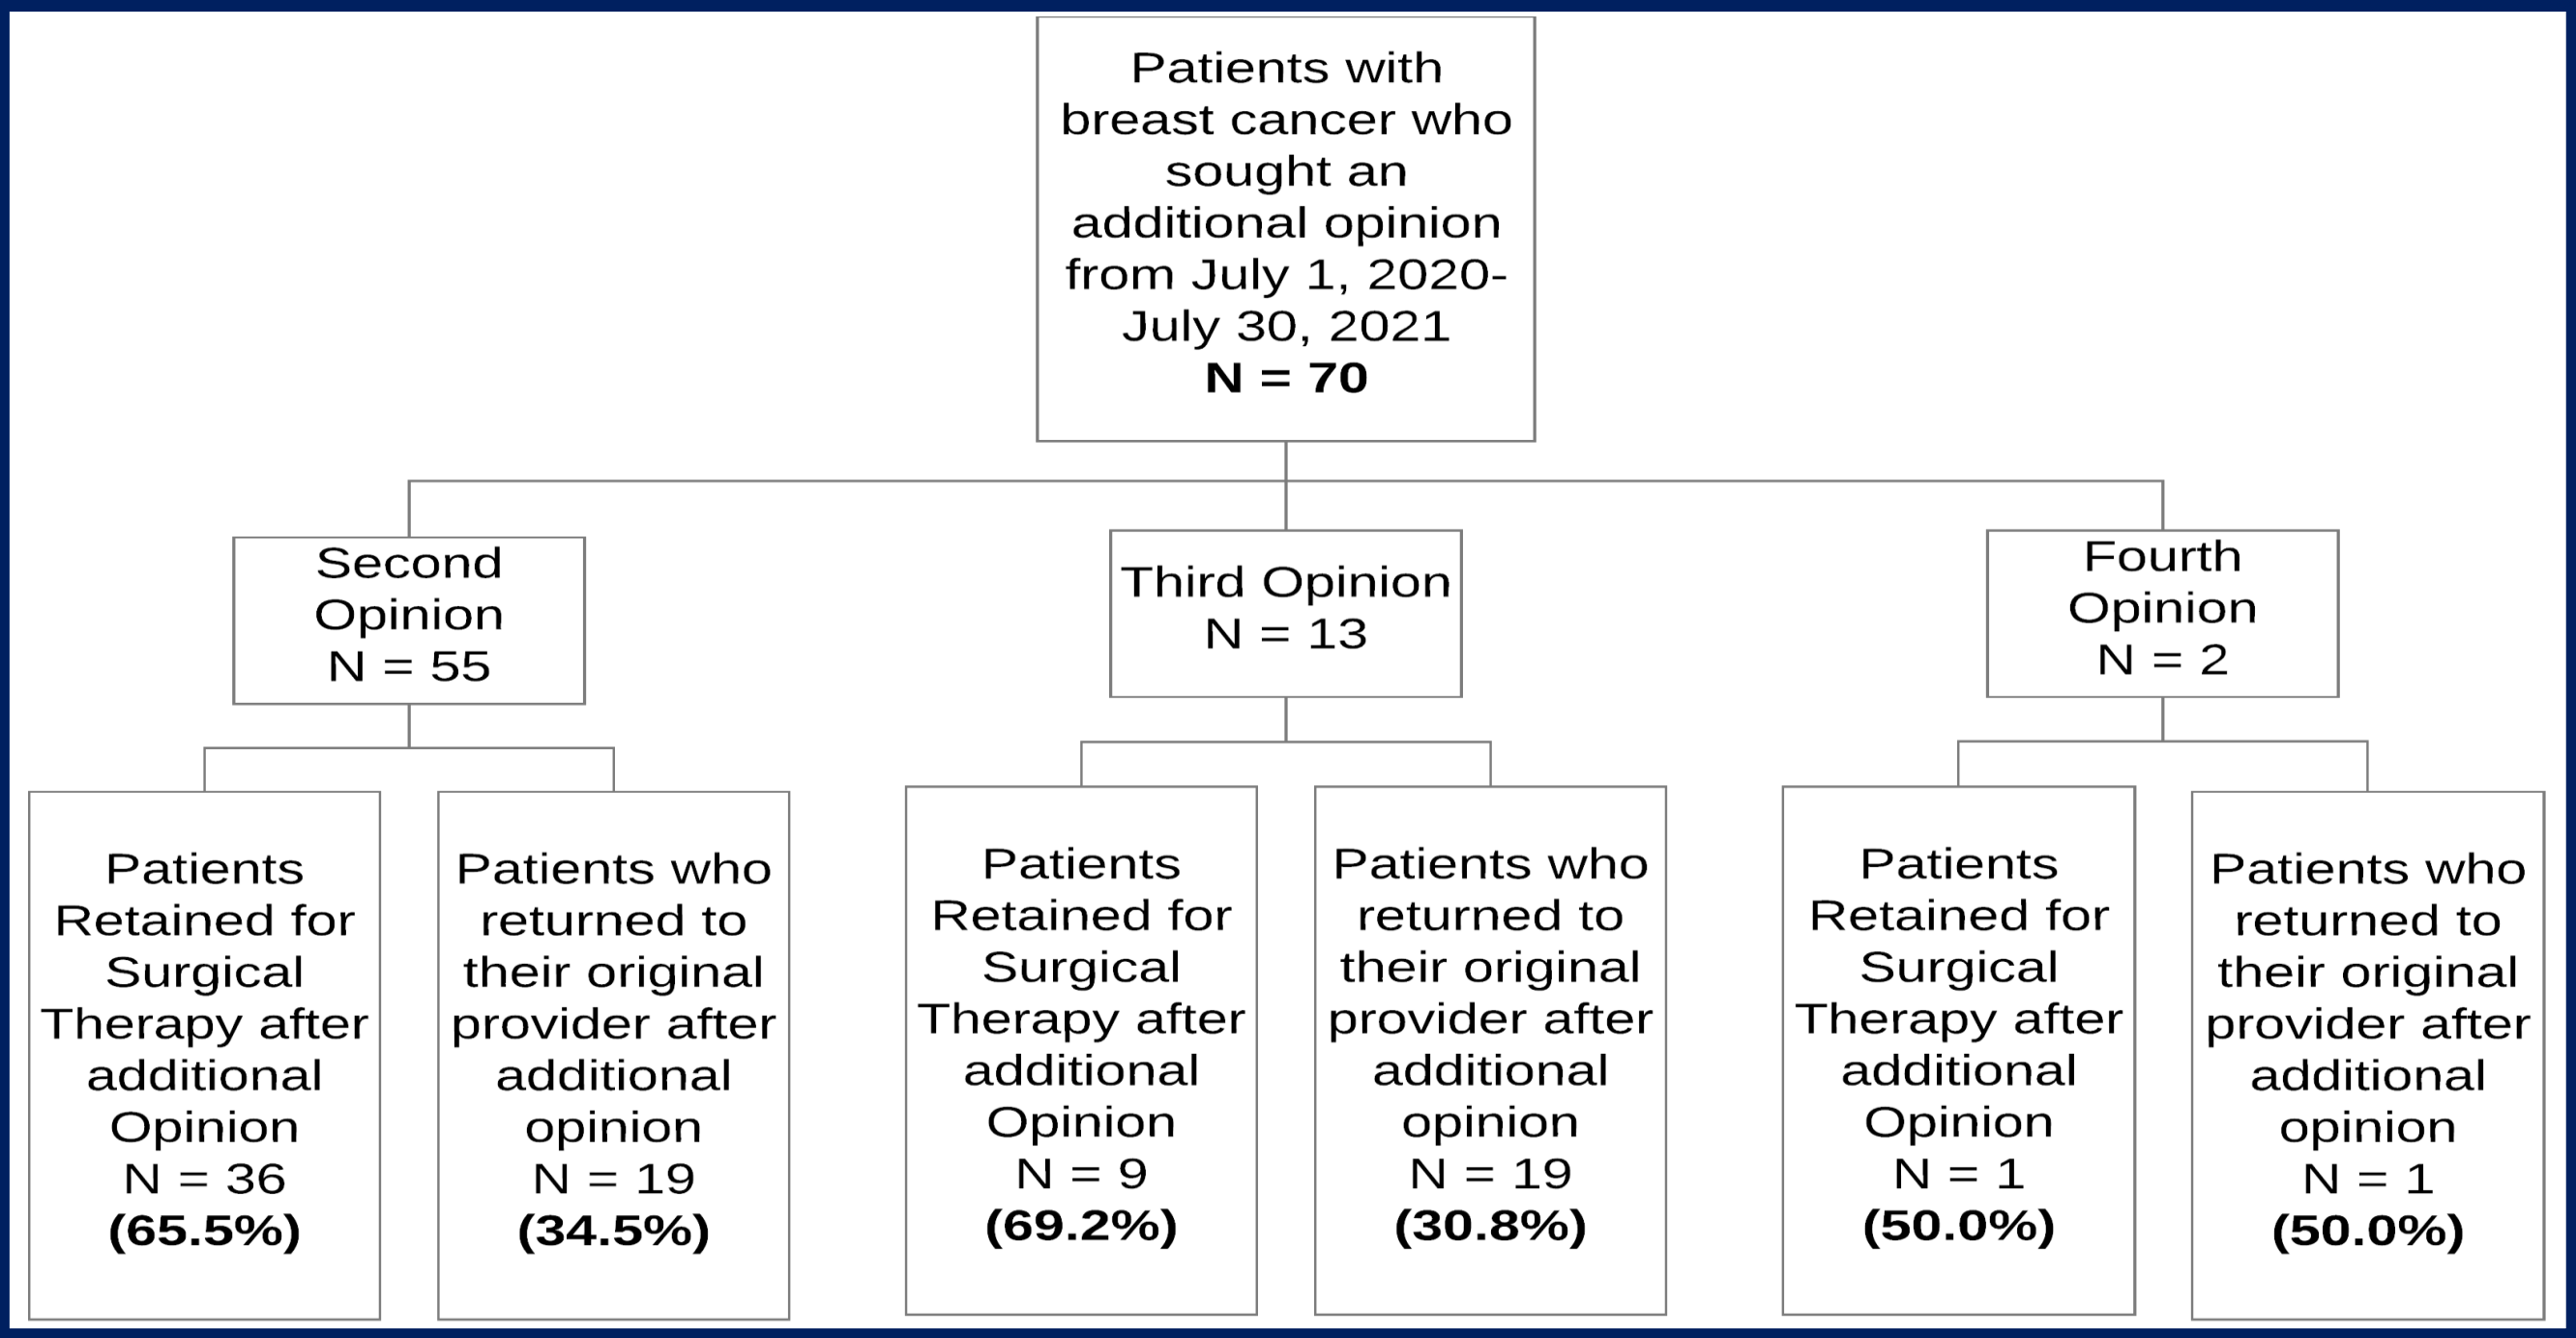 Patients with
breast cancer who
sought an
additional opinion
from July 1, 2020-
July 30, 2021
N = 70
Second
Opinion
N = 55
Third Opinion
N = 13
Fourth
Opinion
N = 2
Patients
Retained for
Surgical
Therapy after
additional
Opinion
N = 36
(65.5%)
Patients who
returned to
their original
provider after
additional
opinion
N = 19
(34.5%)
Patients
Retained for
Surgical
Therapy after
additional
Opinion
N = 9
(69.2%)
Patients who
returned to
their original
provider after
additional
opinion
N = 19
(30.8%)
Patients
Retained for
Surgical
Therapy after
additional
Opinion
N = 1
(50.0%)
Patients who
returned to
their original
provider after
additional
opinion
N = 1
(50.0%)